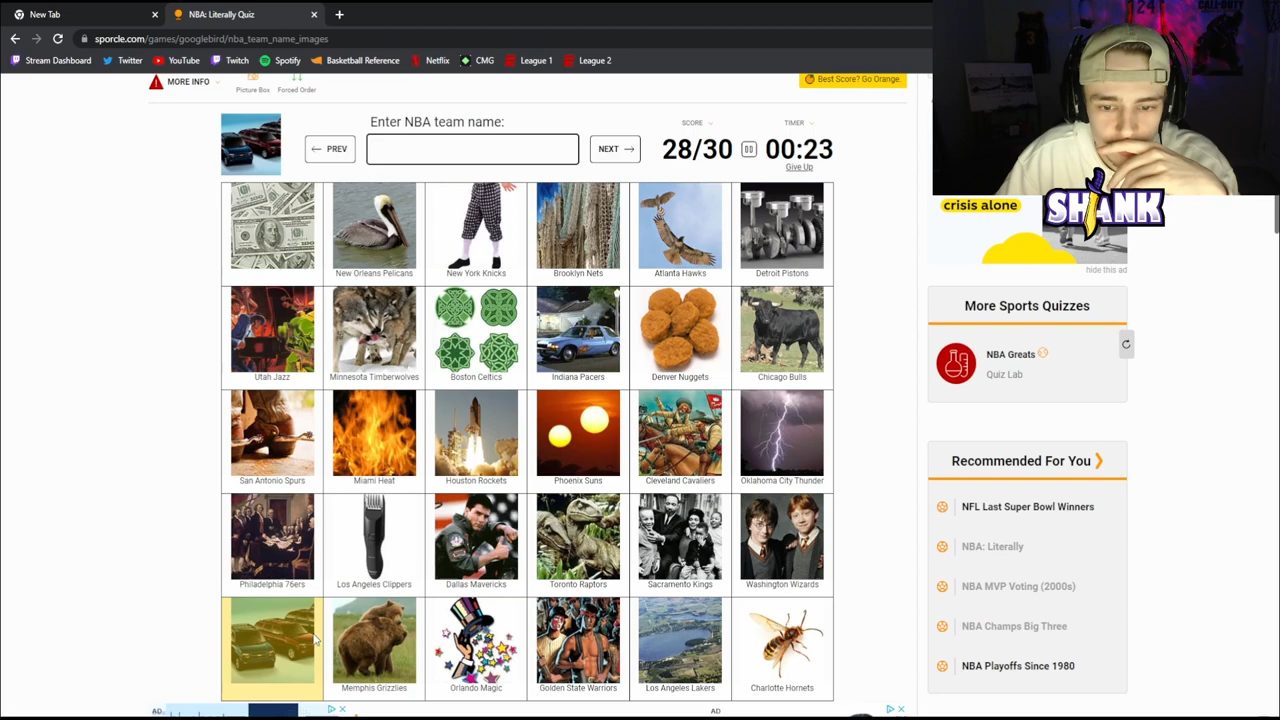 New Tab
NBA: Literally Quiz
sporcle.com/games/googlebird/nba_team_name_images
Stream Dashboard
Twitter
YouTube
Twitch
Spotify
Basketball Reference
Netflix
CMG
League 1
League 2
MORE INFO
Picture Box
Forced Order
Best Score? Go Orange.
Enter NBA team name:
← PREV
NEXT →
SCORE
28/30
TIMER
00:23
Give Up
New Orleans Pelicans
New York Knicks
Brooklyn Nets
Atlanta Hawks
Detroit Pistons
Utah Jazz
Minnesota Timberwolves
Boston Celtics
Indiana Pacers
Denver Nuggets
Chicago Bulls
San Antonio Spurs
Miami Heat
Houston Rockets
Phoenix Suns
Cleveland Cavaliers
Oklahoma City Thunder
Philadelphia 76ers
Los Angeles Clippers
Dallas Mavericks
Toronto Raptors
Sacramento Kings
Washington Wizards
Memphis Grizzlies
Orlando Magic
Golden State Warriors
Los Angeles Lakers
Charlotte Hornets
AD
AD
124
CALL-DUTY
SHANK
crisis alone
hide this ad
More Sports Quizzes
NBA Greats
Quiz Lab
Recommended For You
NFL Last Super Bowl Winners
NBA: Literally
NBA MVP Voting (2000s)
NBA Champs Big Three
NBA Playoffs Since 1980